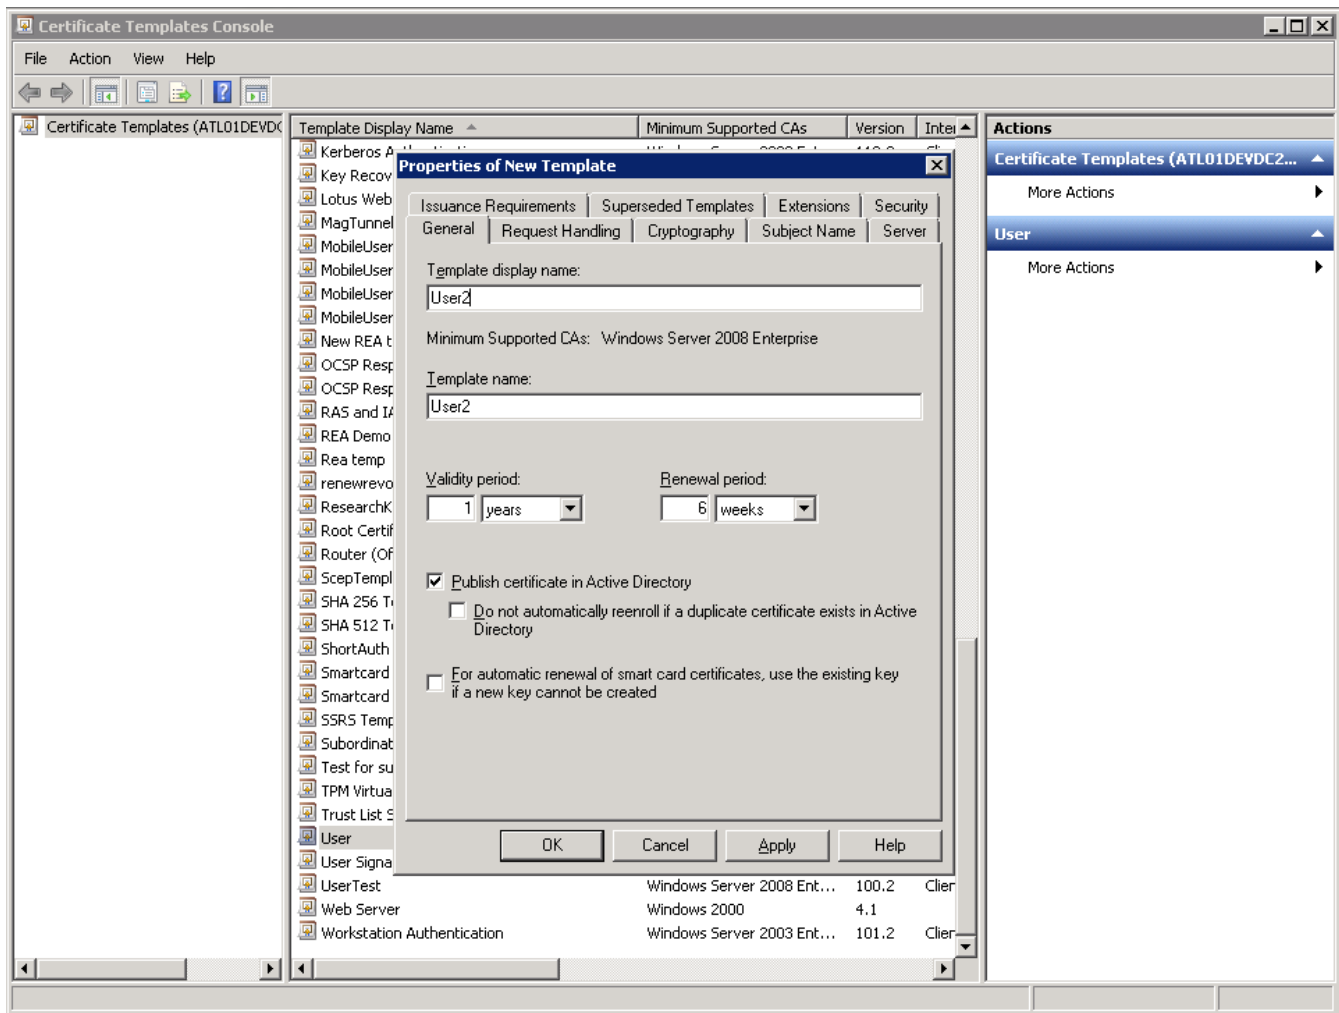 Certificate Templates Console
File Action View Help
Certificate Templates (ATL01DEVDC
Template Display Name Minimum Supported CAs Version Inter
Kerberos A
Key Recov
Lotus Web
MagTunnel
MobileUser
MobileUser
MobileUser
MobileUser
New REA t
OCSP Resp
OCSP Resp
RAS and IA
REA Demo
Rea temp
renewrevo
ResearchK
Root Certif
Router (Of
ScepTempl
SHA 256 T
SHA 512 T
ShortAuth
Smartcard
Smartcard
SSRS Temp
Subordinat
Test for su
TPM Virtua
Trust List S
User
User Signa
UserTest Windows Server 2008 Ent... 100.2 Clien
Web Server Windows 2000 4.1
Workstation Authentication Windows Server 2003 Ent... 101.2 Clien
Properties of New Template
Issuance Requirements Superseded Templates Extensions Security
General Request Handling Cryptography Subject Name Server
Template display name:
User2
Minimum Supported CAs: Windows Server 2008 Enterprise
Template name:
User2
Validity period: Renewal period:
1 years 6 weeks
Publish certificate in Active Directory
Do not automatically reenroll if a duplicate certificate exists in Active
Directory
For automatic renewal of smart card certificates, use the existing key
if a new key cannot be created
OK Cancel Apply Help
Actions
Certificate Templates (ATL01DEVDC2...
More Actions
User
More Actions